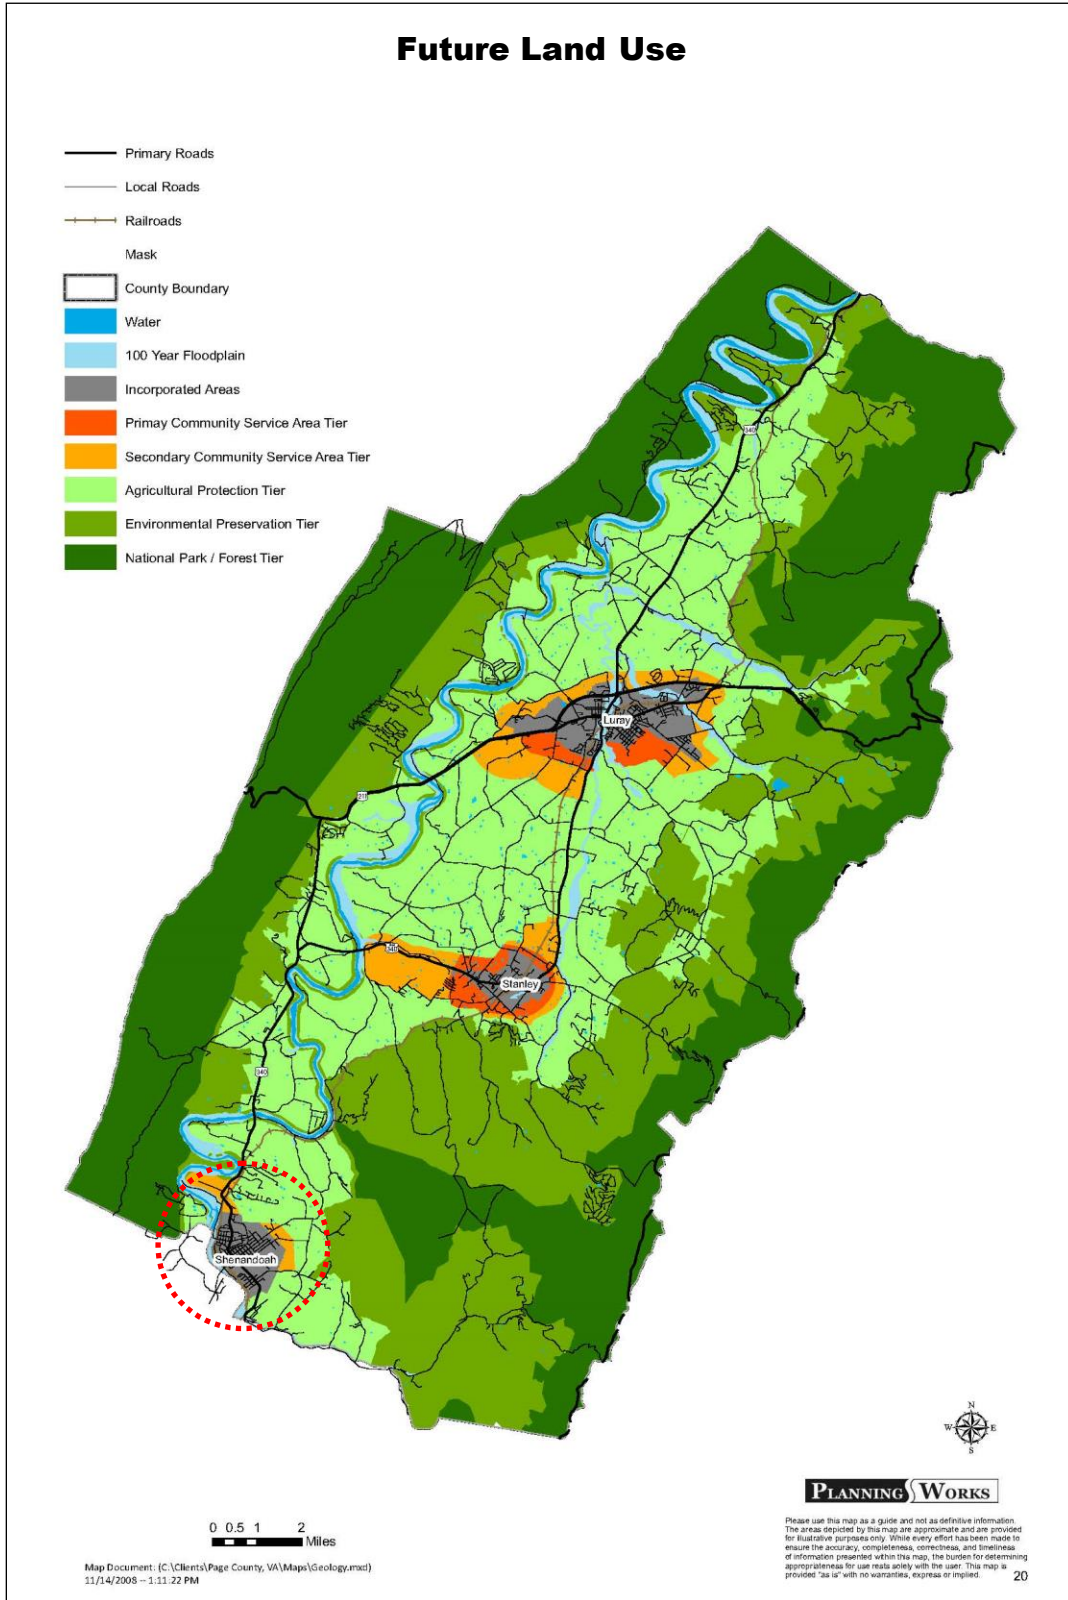 Future Land Use
Primary Roads
Local Roads
Railroads
Mask
County Boundary
Water
100 Year Floodplain
Incorporated Areas
Primay Community Service Area Tier
Secondary Community Service Area Tier
Agricultural Protection Tier
Environmental Preservation Tier
National Park / Forest Tier
340
Luray
211
340
Stanley
340
Shenandoah
N
W E
S
PLANNING WORKS
0 0.5 1 2
Miles
Please use this map as a guide and not as definitive information.
The areas depicted by this map are approximate and are provided
for illustrative purposes only. While every effort has been made to
ensure the accuracy, completeness, correctness, and timeliness
of information presented within this map, the burden for determining
appropriateness for use rests solely with the user. This map is
provided "as is" with no warranties, express or implied.
20
Map Document: (C:\Clients\Page County, VA\Maps\Geology.mxd)
11/14/2008 -- 1:11:22 PM